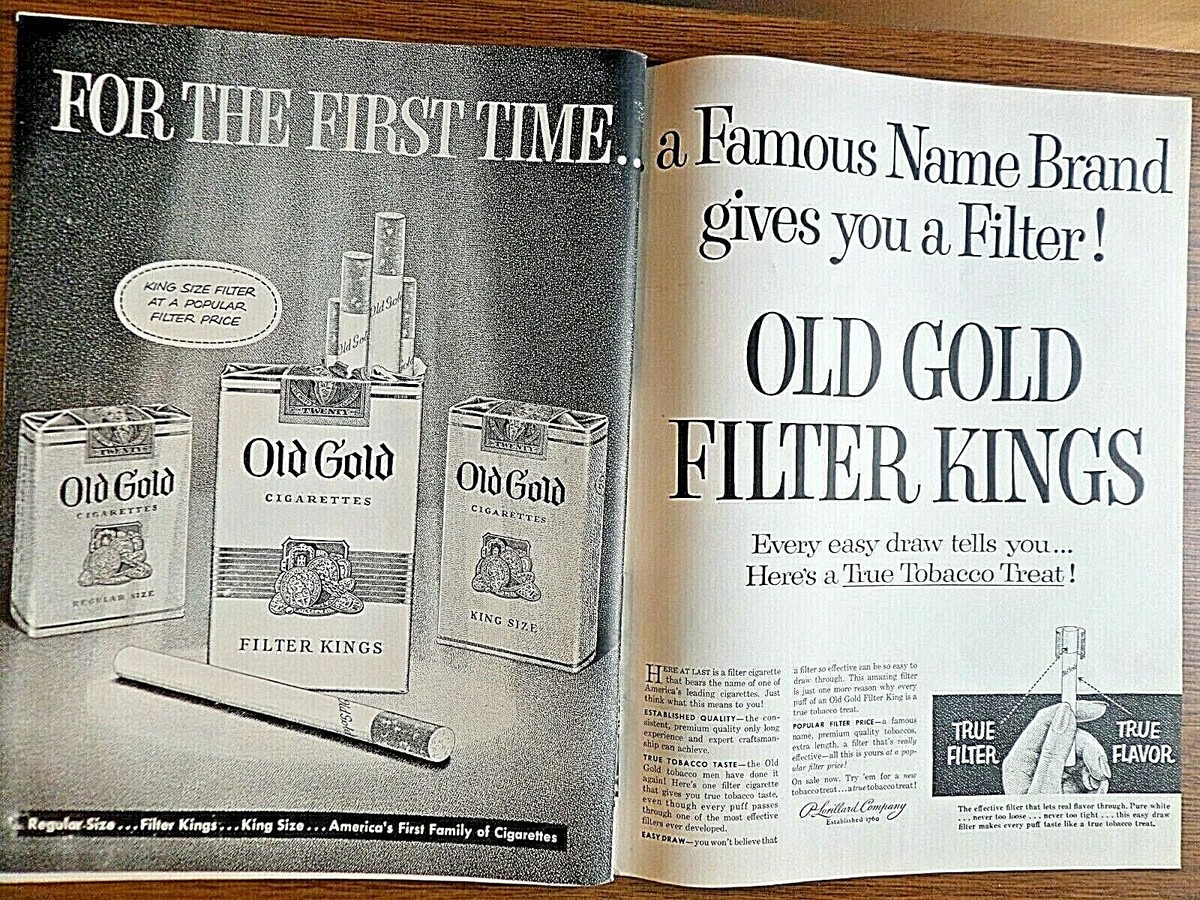 FOR THE FIRST TIME..
KING SIZE FILTER
AT A POPULAR
FILTER PRICE
Old Gold
Old Gold
TWENTY
Old Gold
CIGARETTES
REGULAR SIZE
TWENTY
Old Gold
CIGARETTES
FILTER KINGS
TWENTY
Old Gold
CIGARETTES
KING SIZE
Old Gold
Regular Size...Filter Kings...King Size...America's First Family of Cigarettes
a Famous Name Brand
gives you a Filter!
OLD GOLD
FILTER KINGS
Every easy draw tells you...
Here's a True Tobacco Treat!
HERE AT LAST is a filter cigarette
that bears the name of one of
America's leading cigarettes. Just
think what this means to you!
ESTABLISHED QUALITY—the con-
sistent, premium quality only long
experience and expert craftsman-
ship can achieve.
TRUE TOBACCO TASTE—the Old
Gold tobacco men have done it
again! Here's one filter cigarette
that gives you true tobacco taste,
even though every puff passes
through one of the most effective
filters ever developed.
EASY DRAW—you won't believe that
a filter so effective can be so easy to
draw through. This amazing filter
is just one more reason why every
puff of an Old Gold Filter King is a
true tobacco treat.
POPULAR FILTER PRICE—a famous
name, premium quality tobaccos,
extra length, a filter that's really
effective—all this is yours at a pop-
ular filter price!
On sale now. Try 'em for a new
tobacco treat...a true tobacco treat!
P. Lorillard Company
Established 1760
TRUE
FILTER
TRUE
FLAVOR
The effective filter that lets real flavor through. Pure white
... never too loose ... never too tight ... this easy draw
filter makes every puff taste like a true tobacco treat.